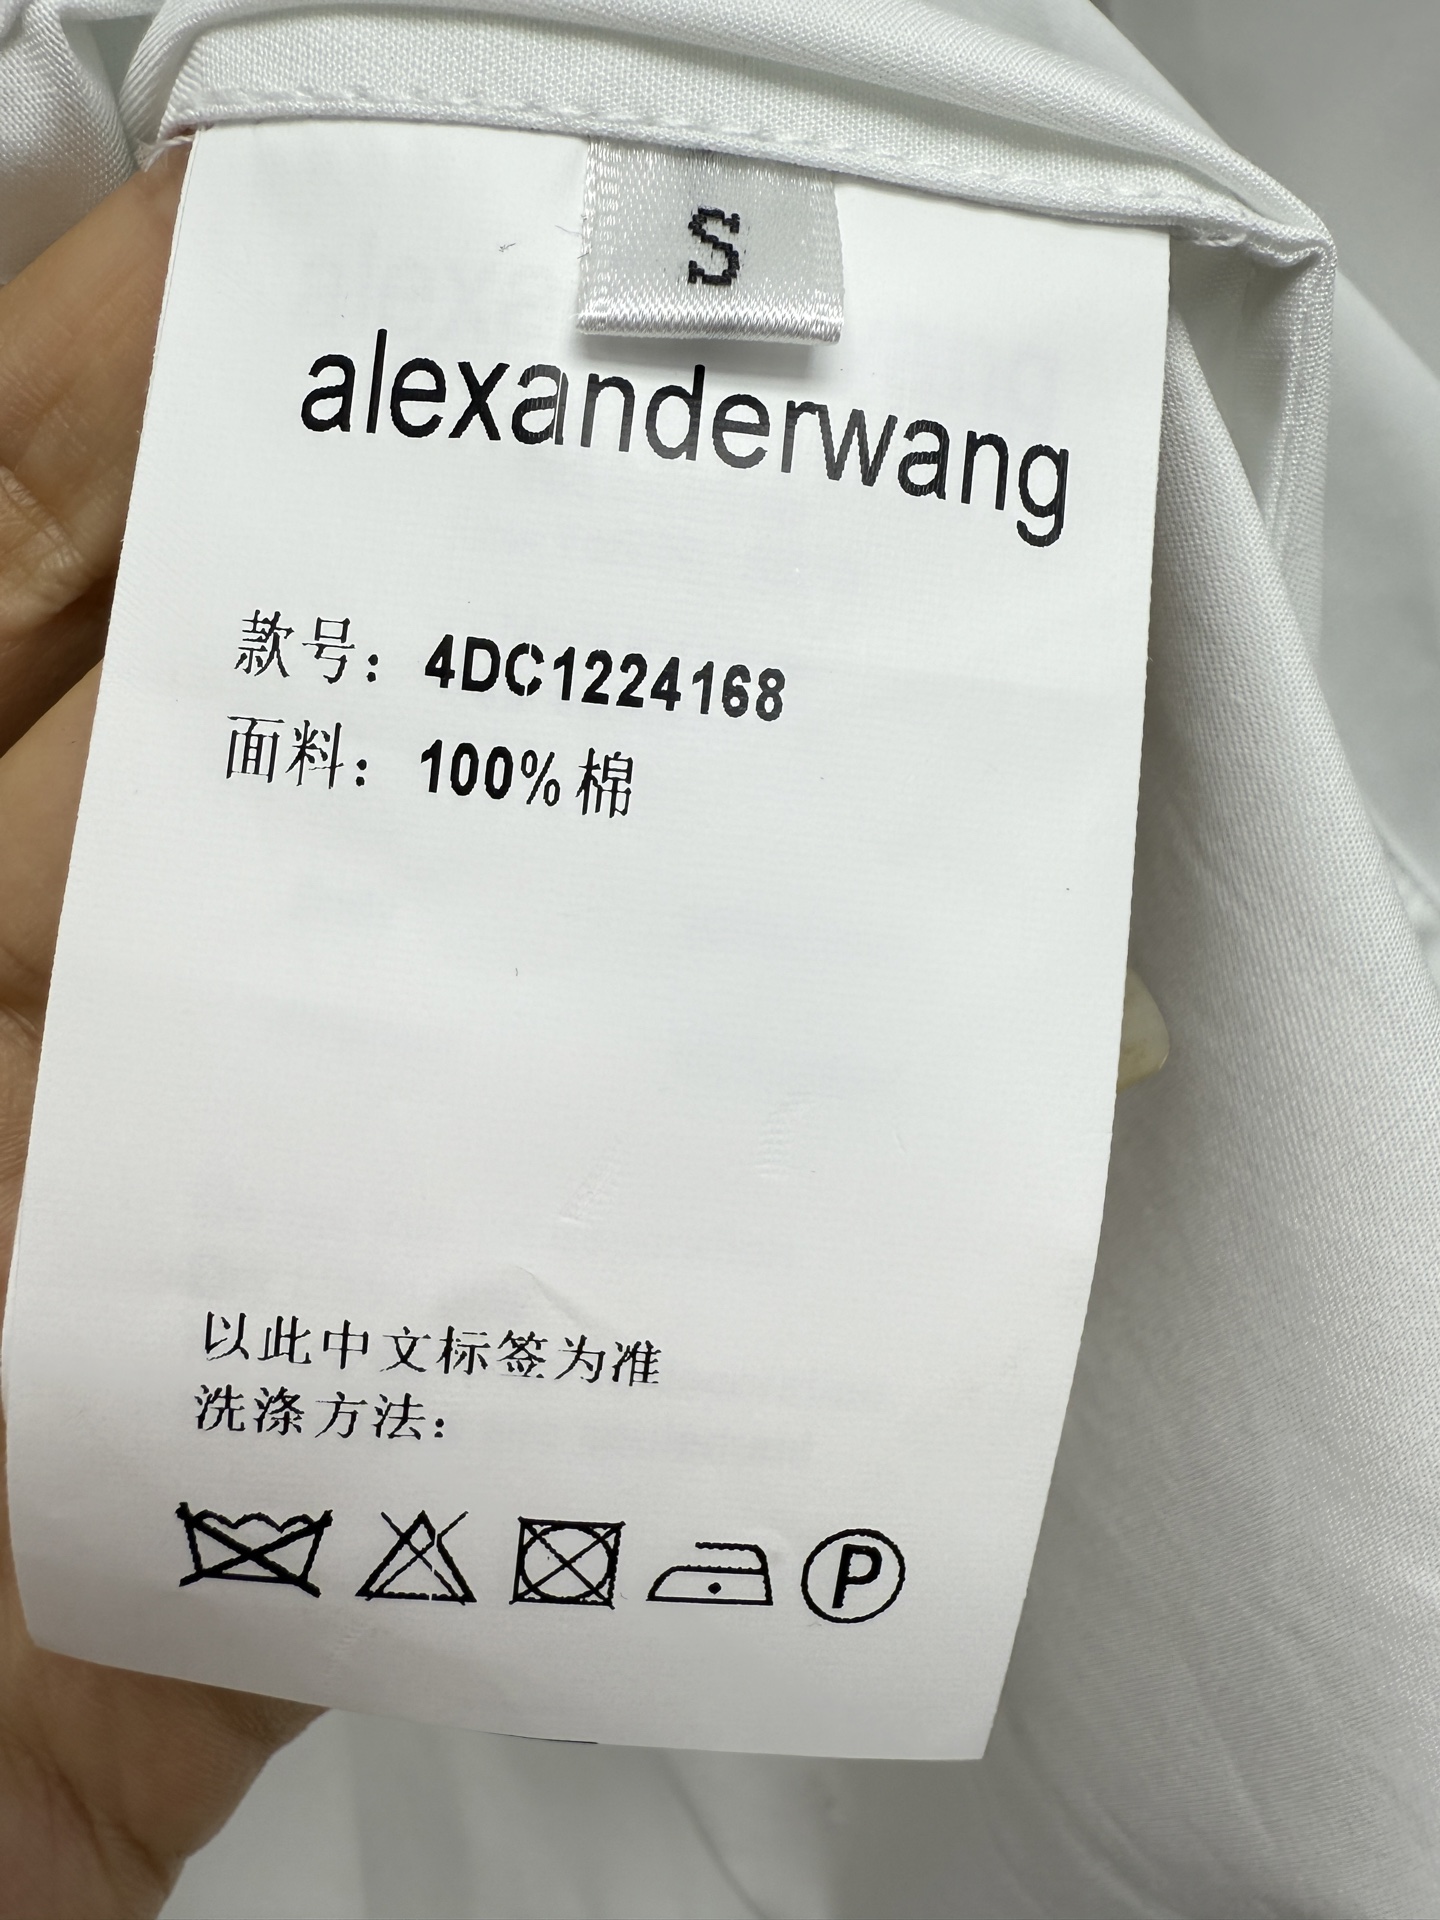 S
alexanderwang
款号：4DC1224168
面料：100%棉
以此中文标签为准
洗涤方法：
P